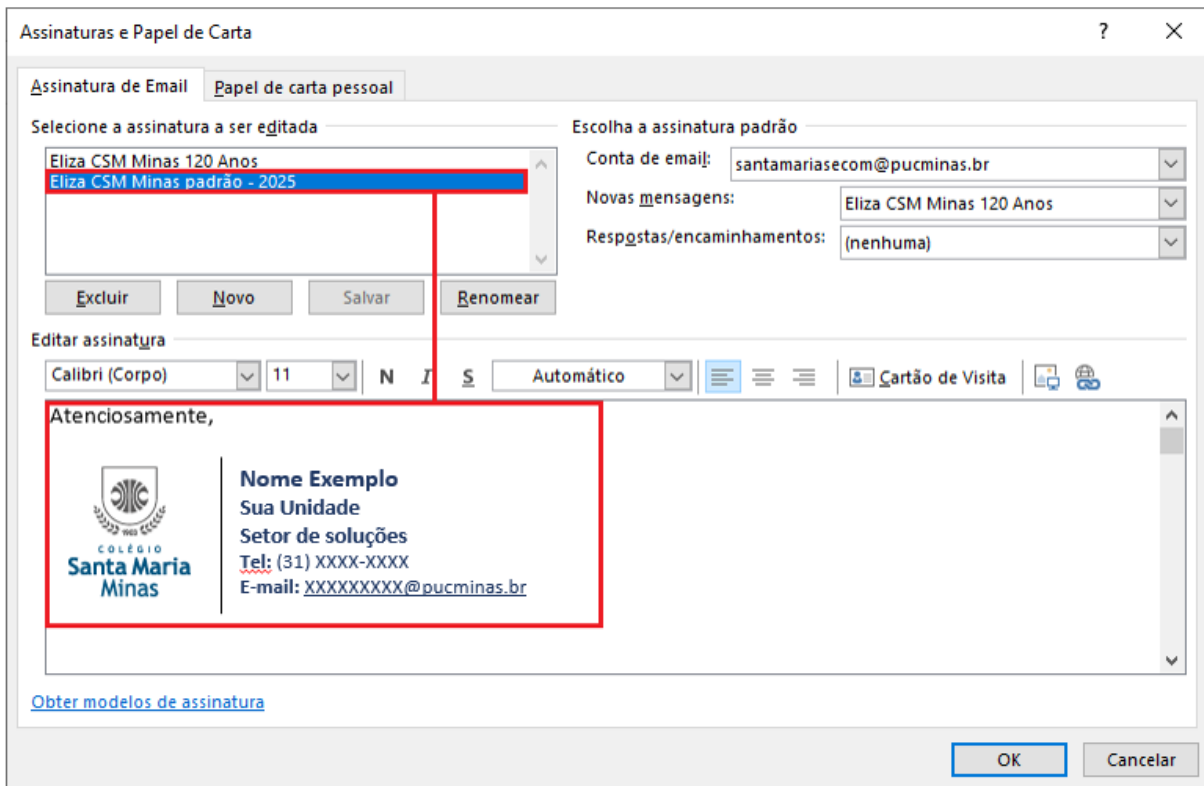 Assinaturas e Papel de Carta
?
Assinatura de Email
Papel de carta pessoal
Selecione a assinatura a ser editada
Eliza CSM Minas 120 Anos
Eliza CSM Minas padrão - 2025
Excluir
Novo
Salvar
Renomear
Escolha a assinatura padrão
Conta de email:
santamariasecom@pucminas.br
Novas mensagens:
Eliza CSM Minas 120 Anos
Respostas/encaminhamentos:
(nenhuma)
Editar assinatura
Calibri (Corpo)
11
N
I
S
Automático
Cartão de Visita
Atenciosamente,
1903
COLÉGIO
Santa Maria
Minas
Nome Exemplo
Sua Unidade
Setor de soluções
Tel: (31) XXXX-XXXX
E-mail: XXXXXXXXX@pucminas.br
Obter modelos de assinatura
OK
Cancelar